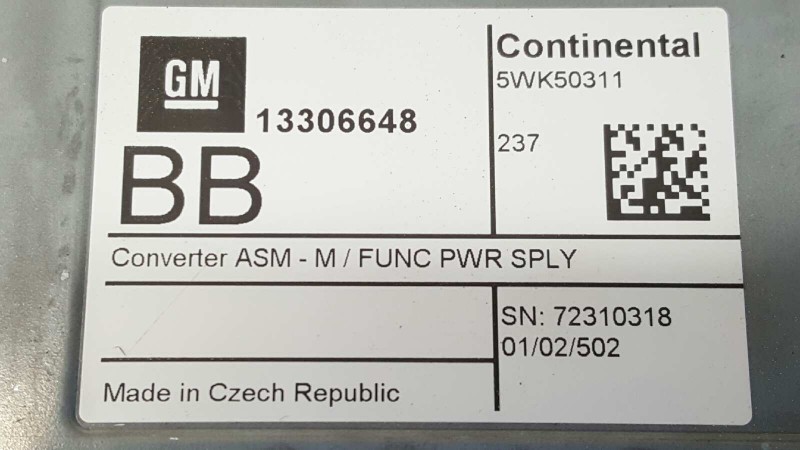 GM
13306648
BB
Continental
5WK50311
237
Converter ASM - M / FUNC PWR SPLY
SN: 72310318
01/02/502
Made in Czech Republic